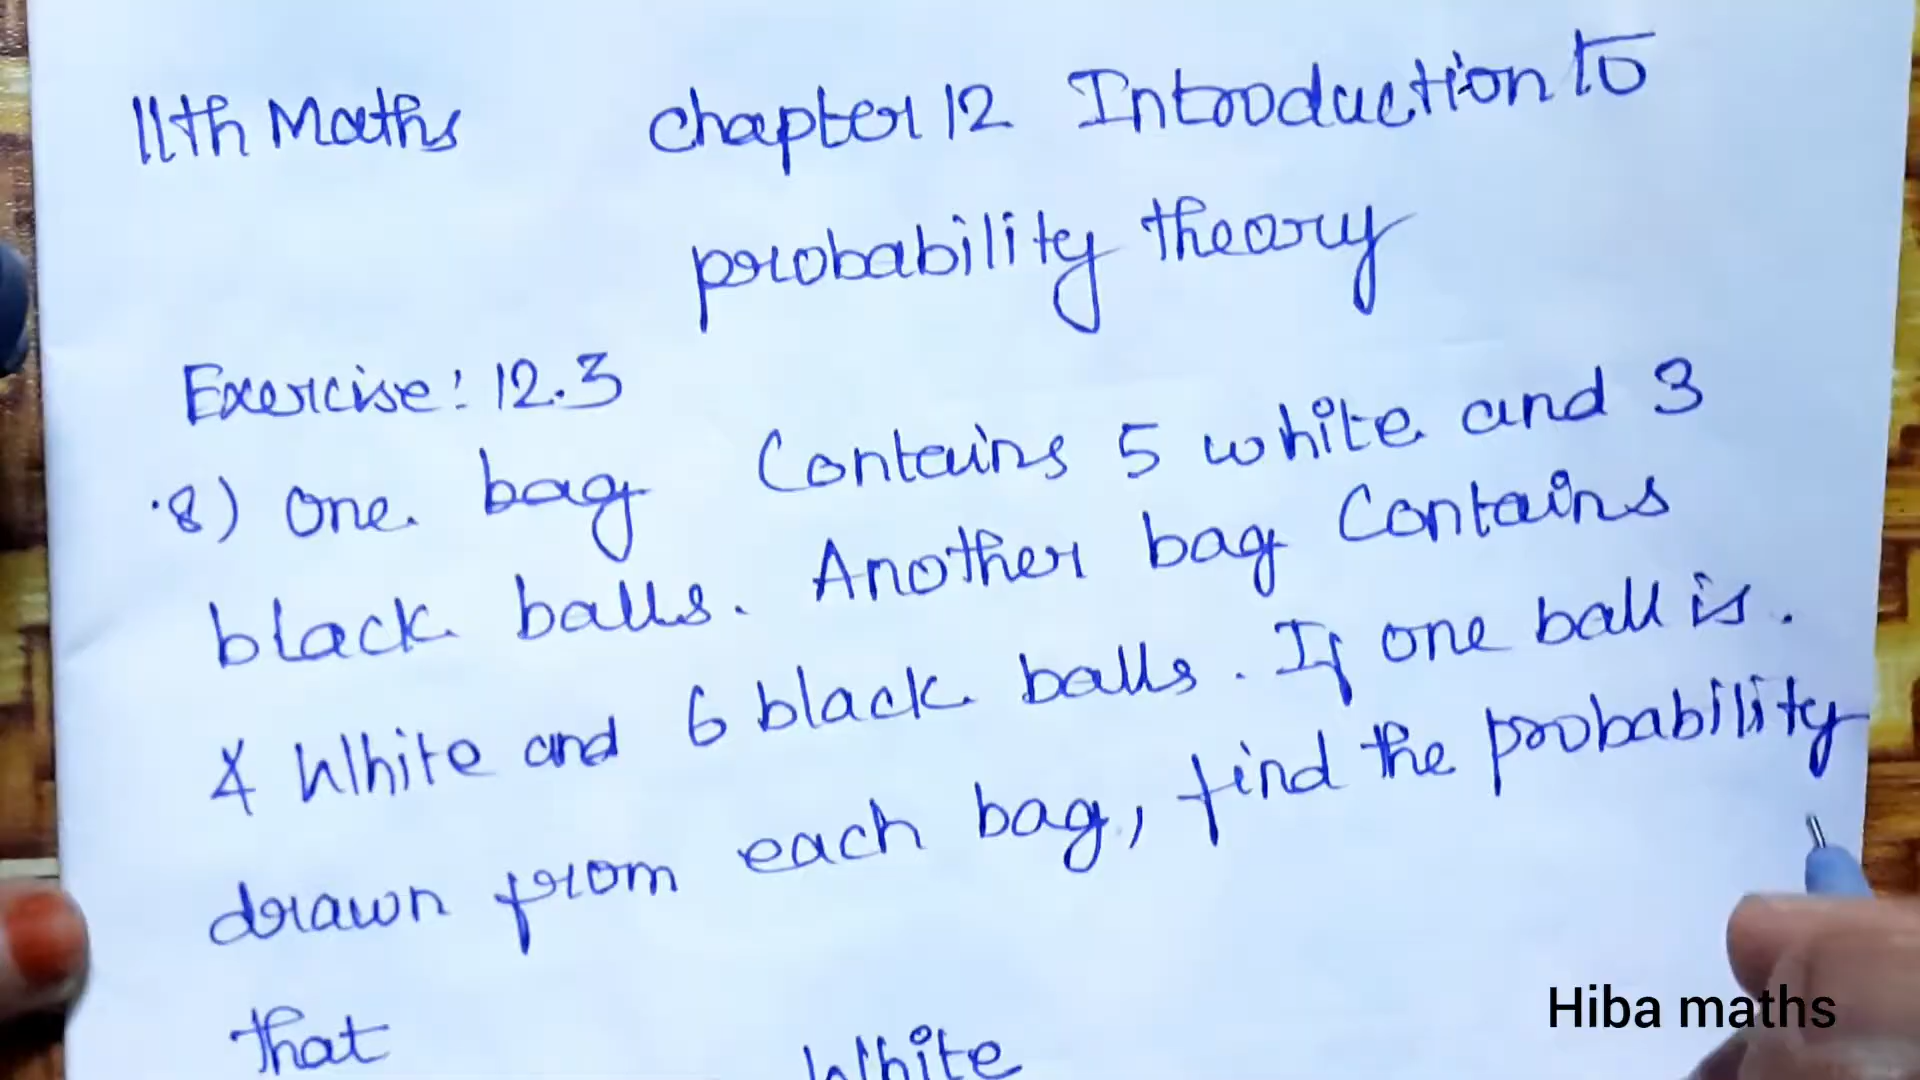 11th Maths chapter 12 Introduction to
probability theory
Exercise: 12.3
8) One bag Contains 5 white and 3
black balls. Another bag Contains
4 White and 6 black balls. If one ball is.
drawn from each bag, find the probability
that White
Hiba maths